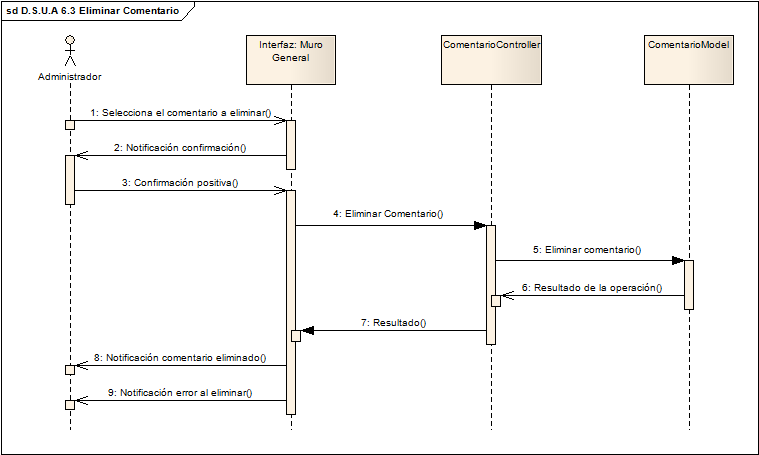 sd D.S.U.A 6.3 Eliminar Comentario
Administrador
Interfaz: Muro
General
ComentarioController
ComentarioModel
1: Selecciona el comentario a eliminar()
2: Notificación confirmación()
3: Confirmación positiva()
4: Eliminar Comentario()
5: Eliminar comentario()
6: Resultado de la operación()
7: Resultado()
8: Notificación comentario eliminado()
9: Notificación error al eliminar()